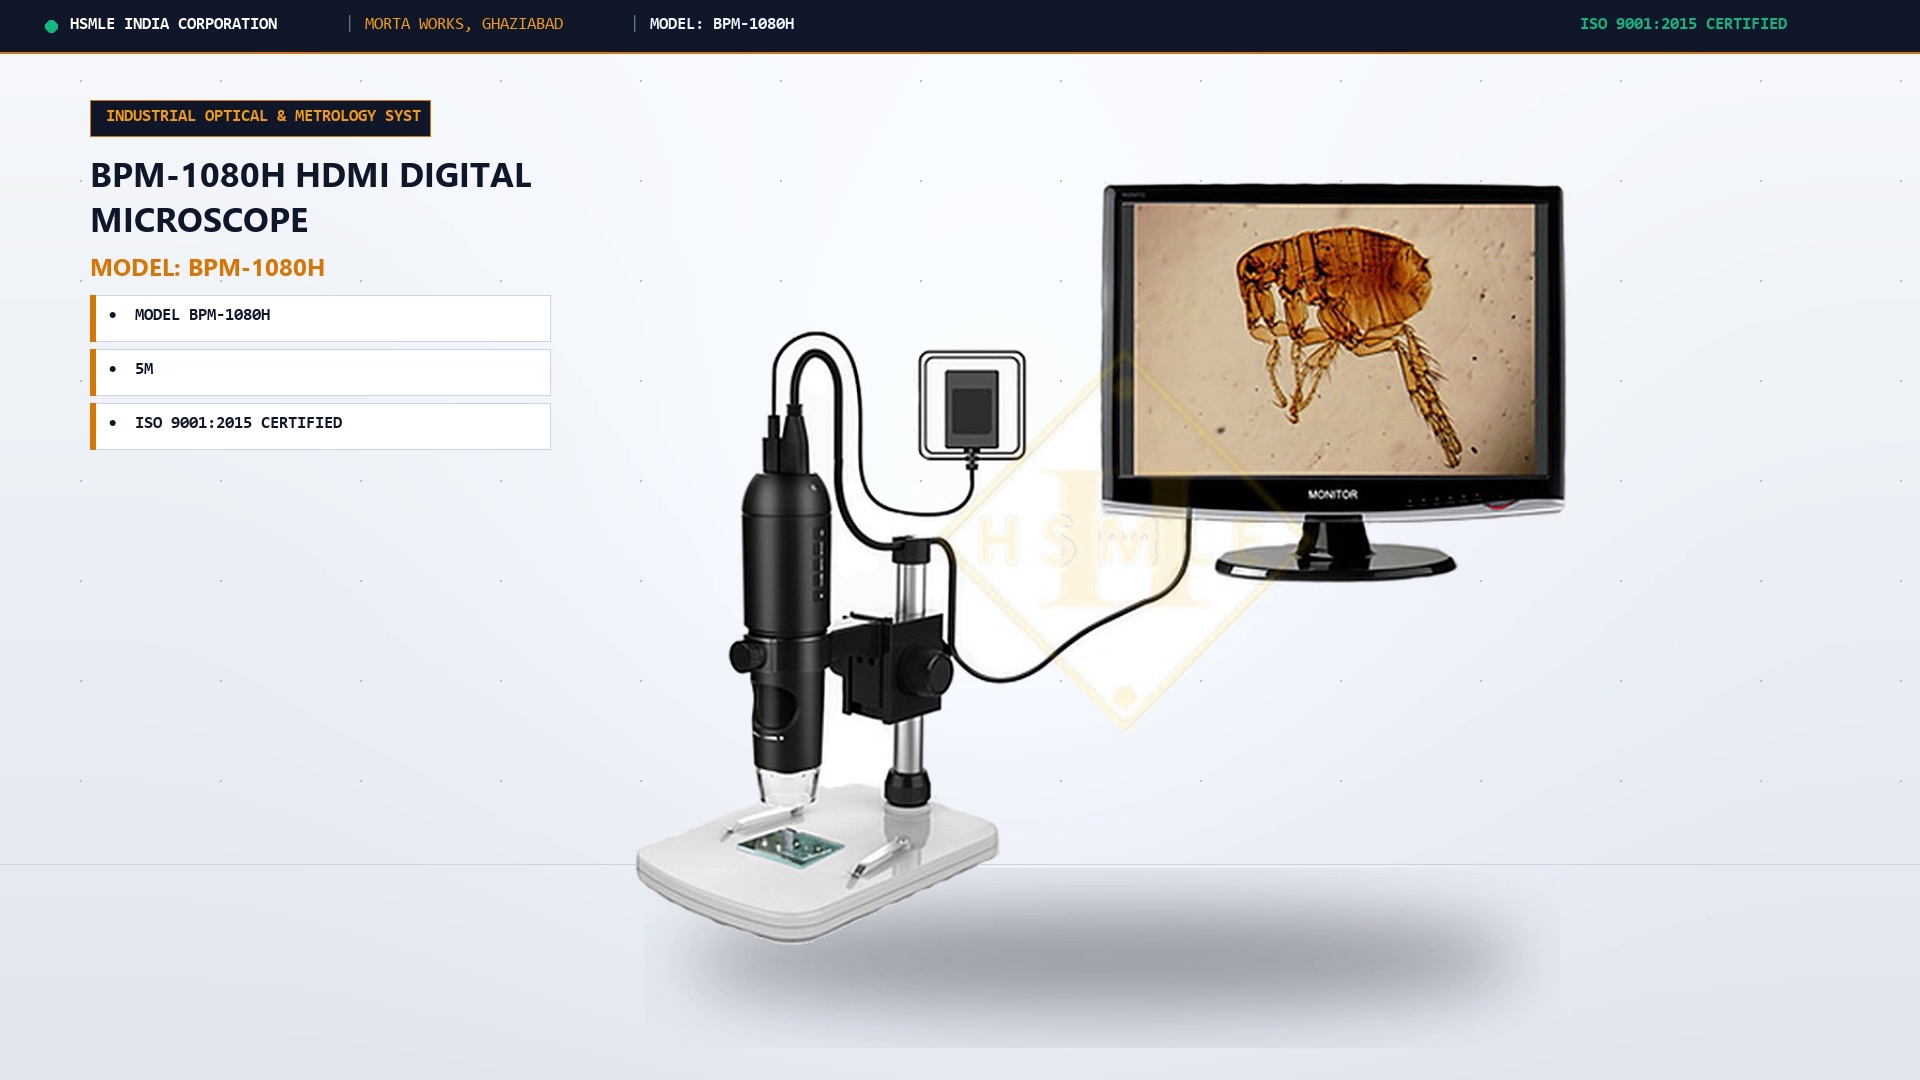 HSMLE INDIA CORPORATION
MORTA WORKS, GHAZIABAD
MODEL: BPM-1080H
ISO 9001:2015 CERTIFIED
INDUSTRIAL OPTICAL & METROLOGY SYST
BPM-1080H HDMI DIGITAL
MICROSCOPE
MODEL: BPM-1080H
• MODEL BPM-1080H
• 5M
• ISO 9001:2015 CERTIFIED
MONITOR
H
HSMLE